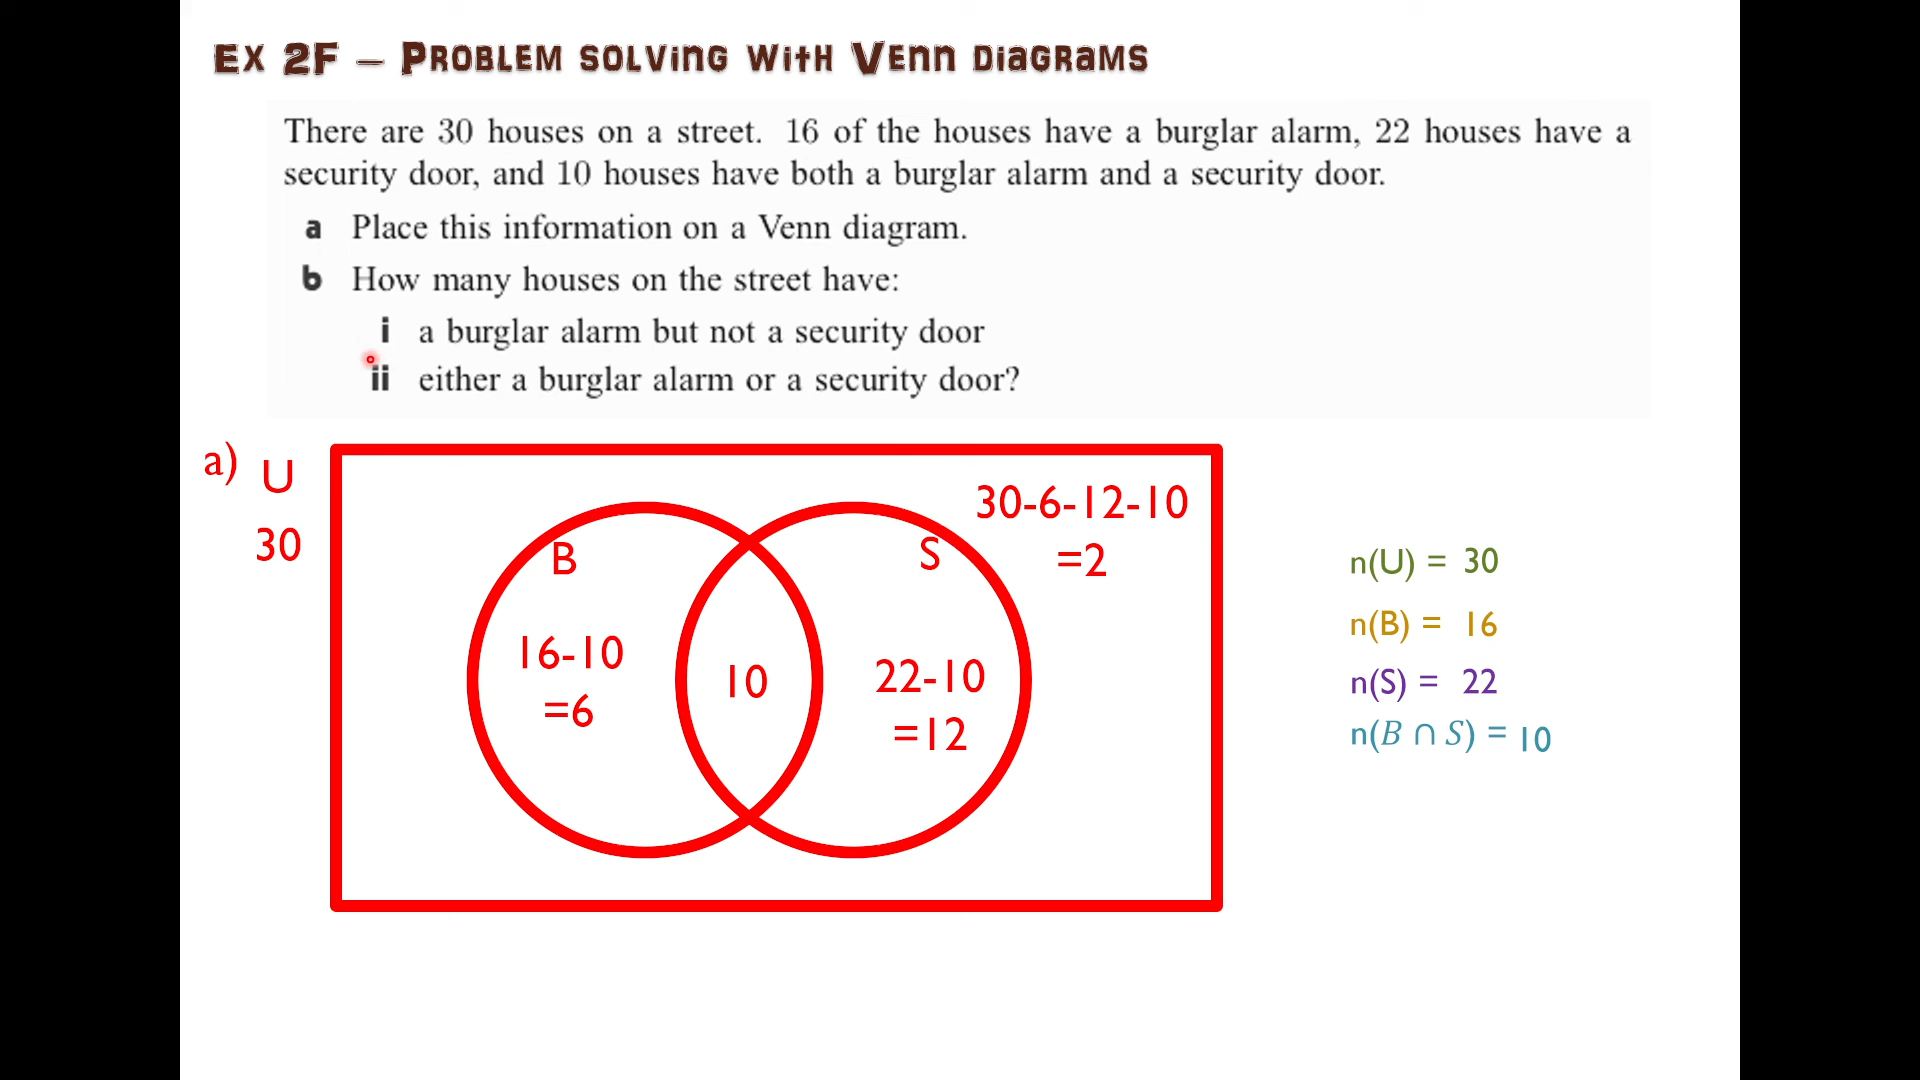 Ex 2F – Problem solving with Venn diagrams
There are 30 houses on a street. 16 of the houses have a burglar alarm, 22 houses have a
security door, and 10 houses have both a burglar alarm and a security door.
a Place this information on a Venn diagram.
b How many houses on the street have:
i a burglar alarm but not a security door
ii either a burglar alarm or a security door?
a)
U
30
B
S
30-6-12-10
=2
16-10
=6
10
22-10
=12
n(U) = 30
n(B) = 16
n(S) = 22
n(B ∩ S) = 10